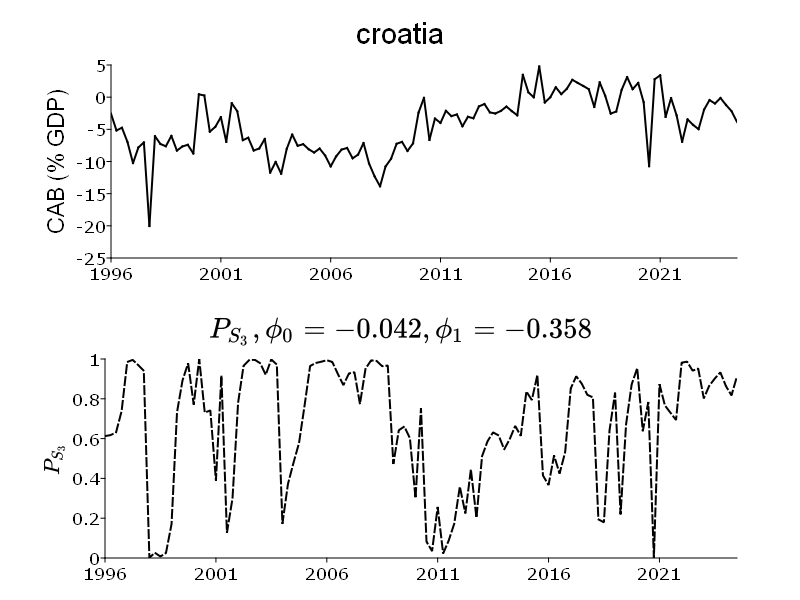 croatia
CAB (% GDP)
5
0
-5
-10
-15
-20
-25
1996 2001 2006 2011 2016 2021
P_{S_3}, ϕ_0 = −0.042, ϕ_1 = −0.358
P_{S_3}
1
0.8
0.6
0.4
0.2
0
1996 2001 2006 2011 2016 2021